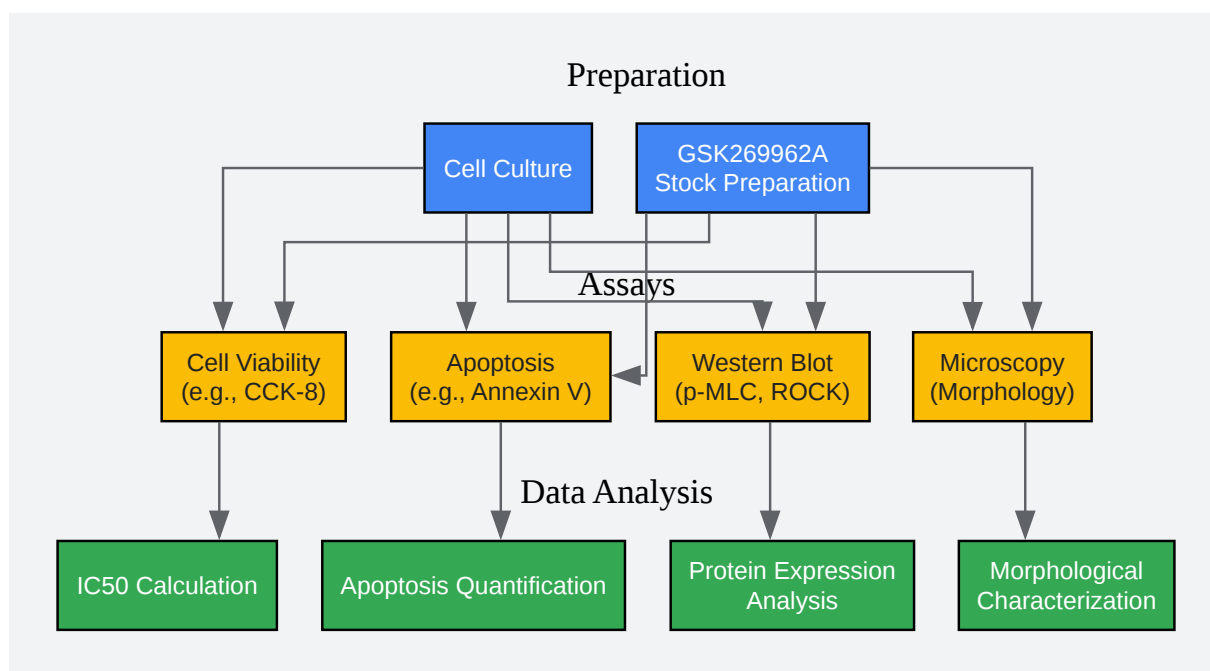 Preparation
Cell Culture
GSK269962A
Stock Preparation
Assays
Cell Viability
(e.g., CCK-8)
Apoptosis
(e.g., Annexin V)
Western Blot
(p-MLC, ROCK)
Microscopy
(Morphology)
Data Analysis
IC50 Calculation
Apoptosis Quantification
Protein Expression
Analysis
Morphological
Characterization